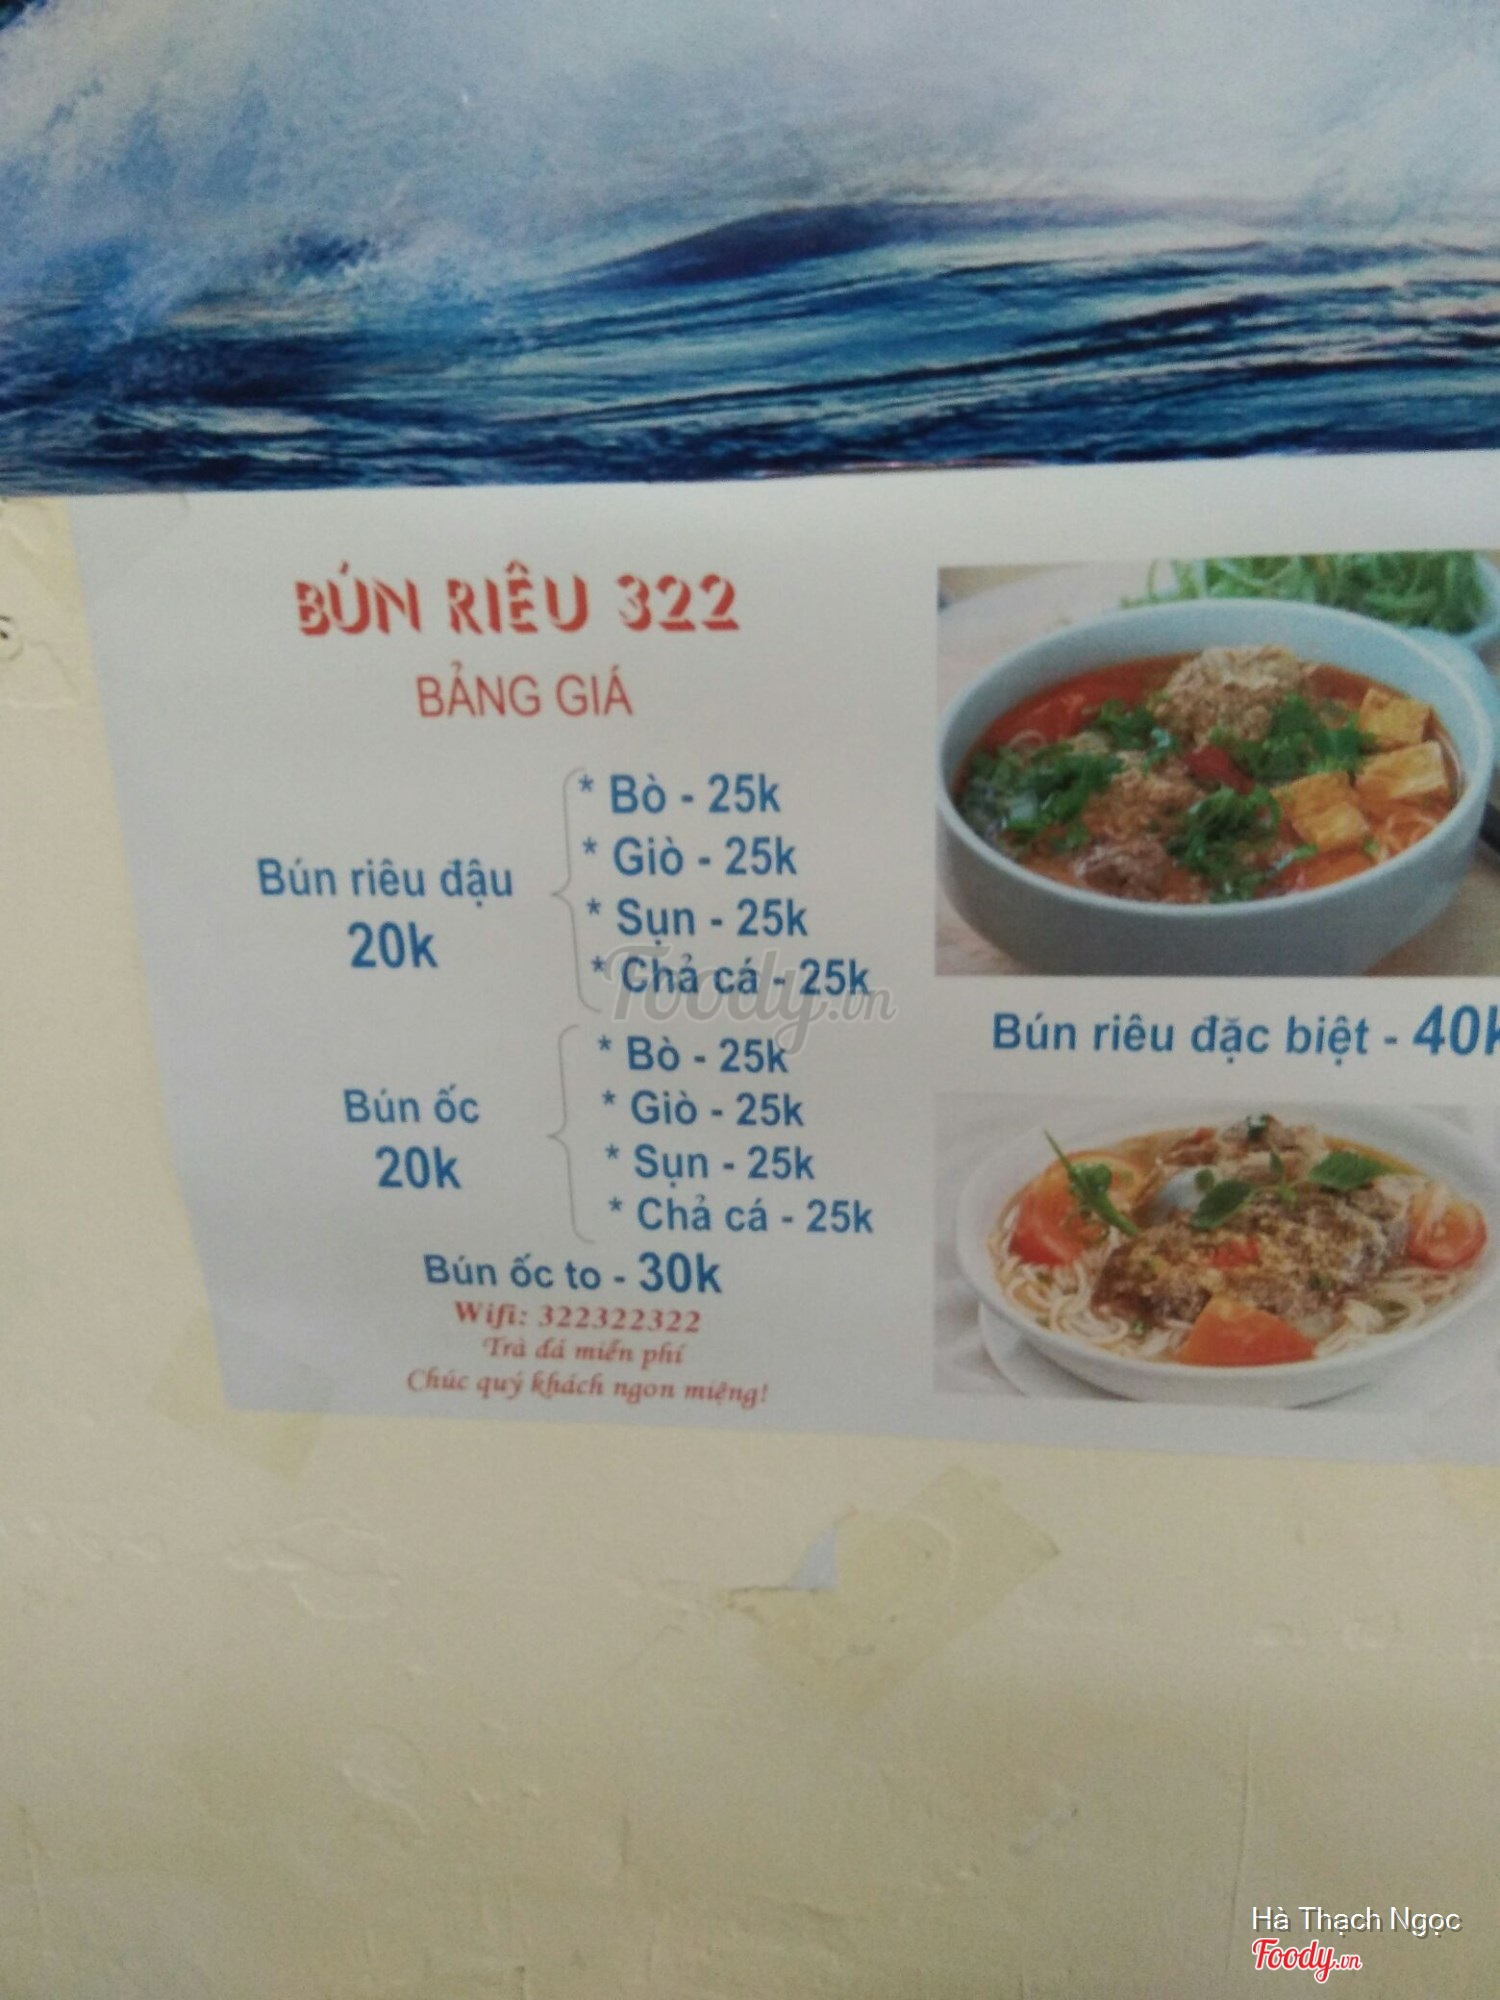 BÚN RIÊU 322
BẢNG GIÁ
Bún riêu đậu
20k
* Bò - 25k
* Giò - 25k
* Sụn - 25k
* Chả cá - 25k
Bún ốc
20k
* Bò - 25k
* Giò - 25k
* Sụn - 25k
* Chả cá - 25k
Bún ốc to - 30k
Wifi: 322322322
Trà đá miễn phí
Chúc quý khách ngon miệng!
Bún riêu đặc biệt - 40k
Foody.vn
Hà Thạch Ngọc
Foody.vn